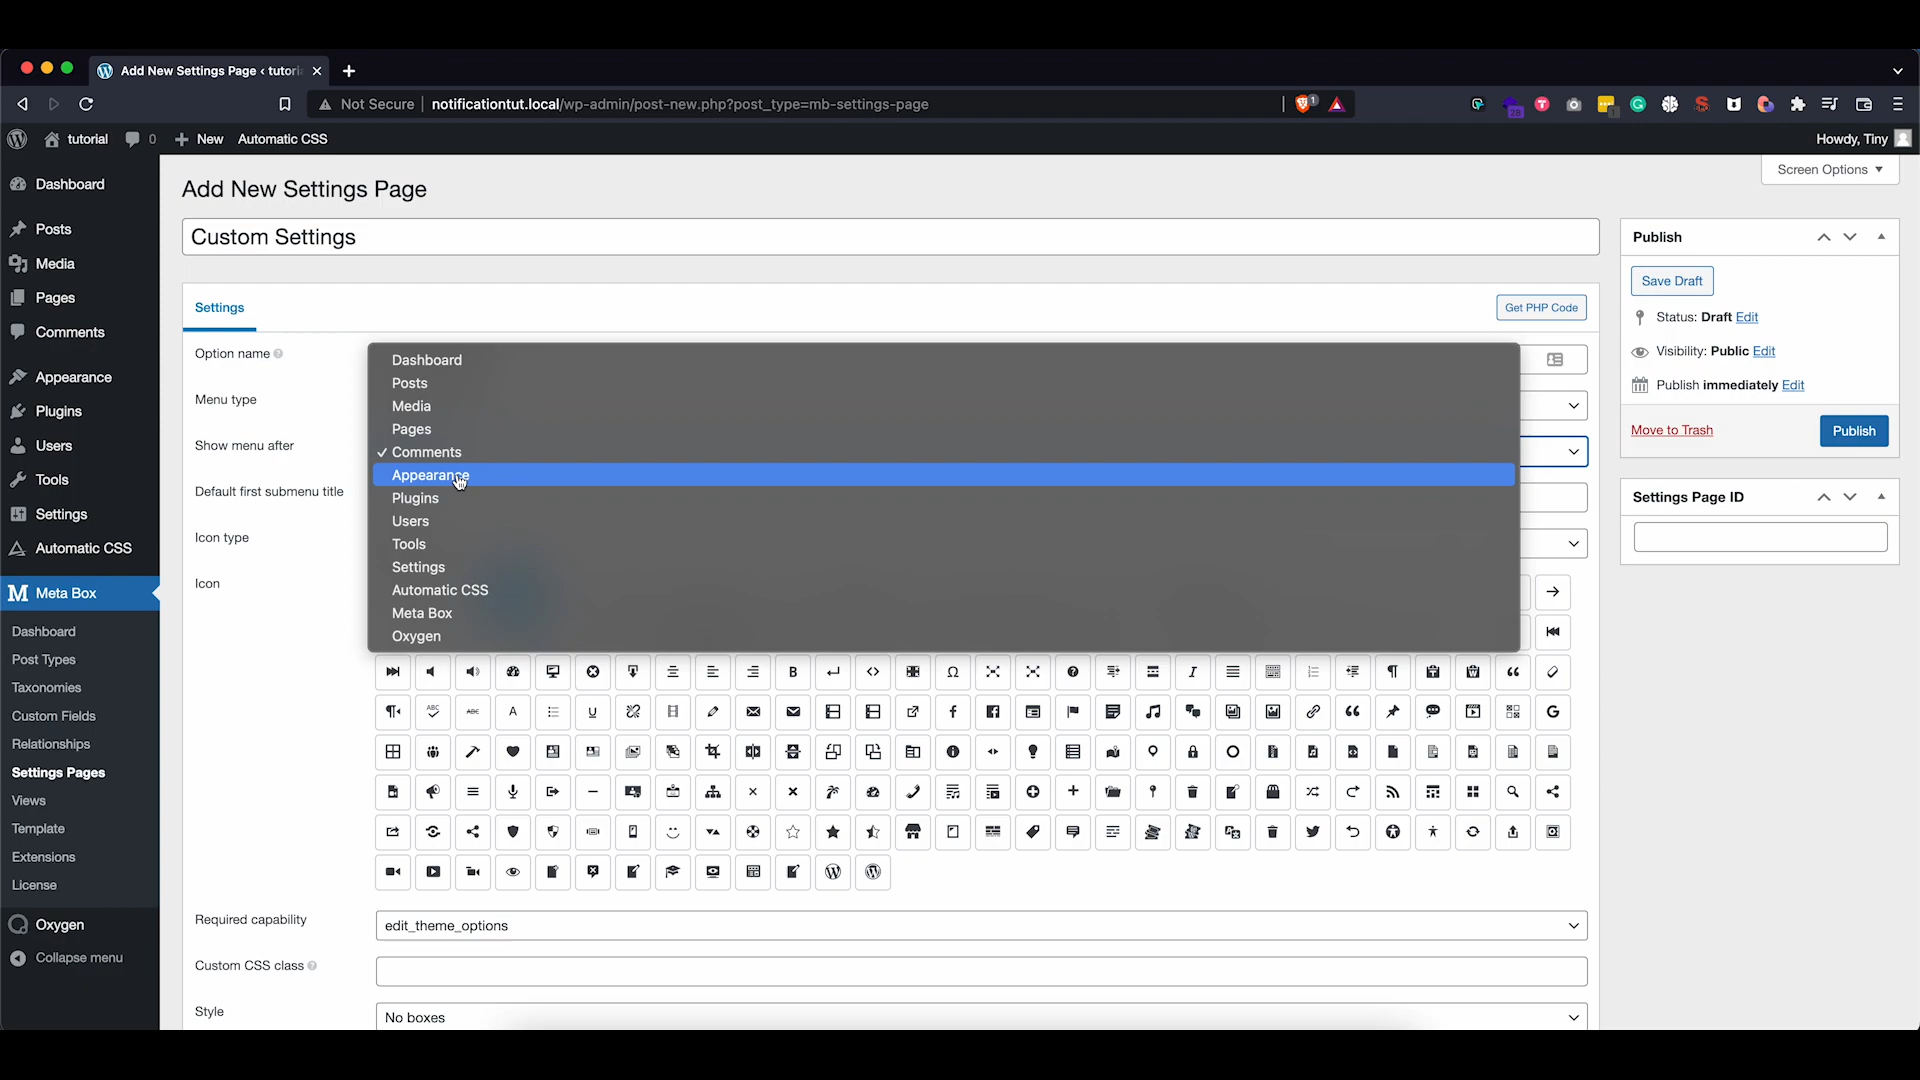 Add New Settings Page ‹ tutori
Not Secure notificationtut.local/wp-admin/post-new.php?post_type=mb-settings-page
tutorial 0 New Automatic CSS
Howdy, Tiny
Dashboard
Posts
Media
Pages
Comments
Appearance
Plugins
Users
Tools
Settings
Automatic CSS
Meta Box
Dashboard
Post Types
Taxonomies
Custom Fields
Relationships
Settings Pages
Views
Template
Extensions
License
Oxygen
Collapse menu
Screen Options
Add New Settings Page
Custom Settings
Settings
Get PHP Code
Option name
Menu type
Show menu after
Default first submenu title
Icon type
Icon
Dashboard
Posts
Media
Pages
✓ Comments
Appearance
Plugins
Users
Tools
Settings
Automatic CSS
Meta Box
Oxygen
Required capability
edit_theme_options
Custom CSS class
Style
No boxes
Publish
Save Draft
Status: Draft Edit
Visibility: Public Edit
Publish immediately Edit
Move to Trash
Publish
Settings Page ID